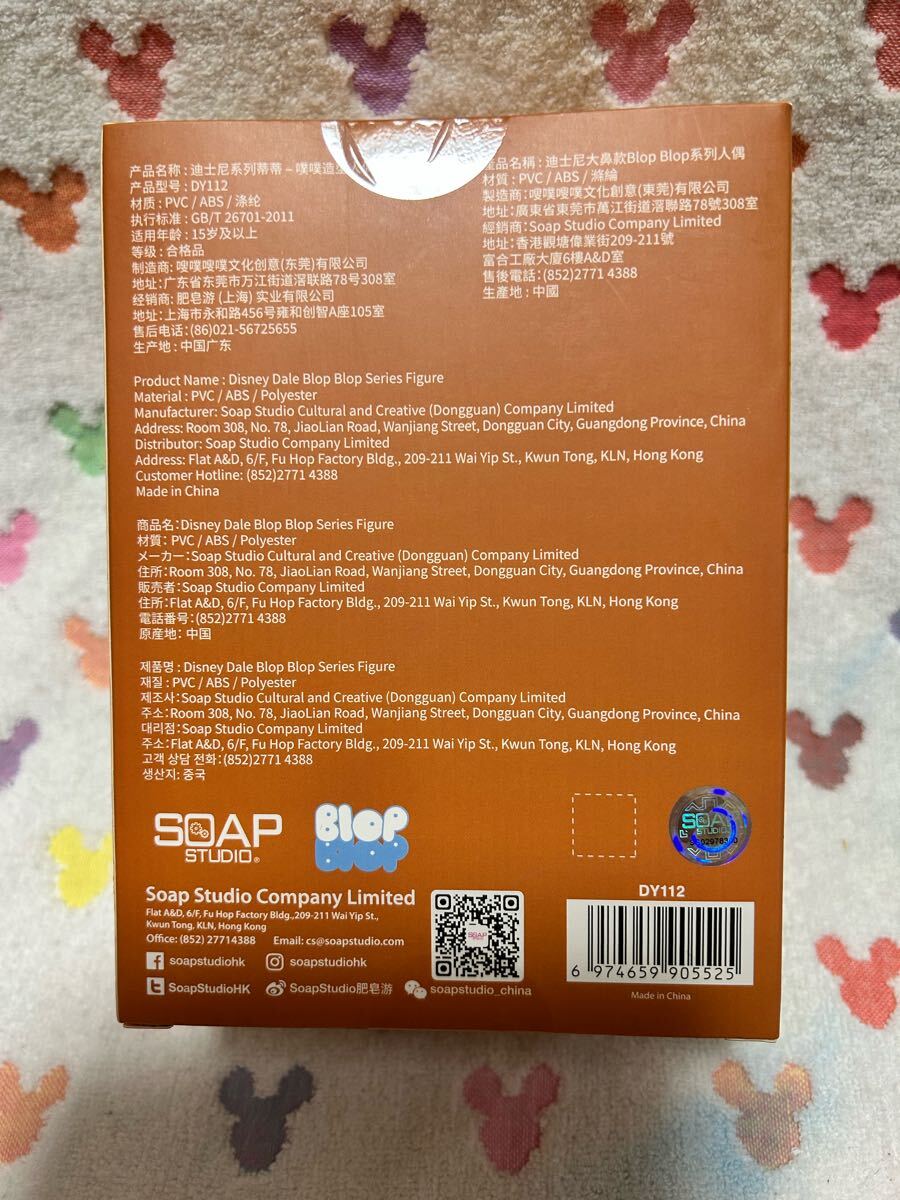 产品名称：迪士尼系列蒂蒂 – 噗噗造型
产品型号：DY112
材质：PVC / ABS / 涤纶
执行标准：GB/T 26701-2011
适用年龄：15岁及以上
等级：合格品
制造商：嗖噗嗖噗文化创意(东莞)有限公司
地址：广东省东莞市万江街道滘联路78号308室
经销商：肥皂游 (上海) 实业有限公司
地址：上海市永和路456号雍和创智A座105室
售后电话：(86)021-56725655
生产地：中国广东
產品名稱：迪士尼大鼻款Blop Blop系列人偶
材質：PVC / ABS / 滌綸
製造商：嗖噗嗖噗文化創意(東莞)有限公司
地址：廣東省東莞市萬江街道滘聯路78號308室
經銷商：Soap Studio Company Limited
地址：香港觀塘偉業街209-211號
富合工廠大廈6樓A&D室
售後電話：(852)2771 4388
生產地：中國
Product Name : Disney Dale Blop Blop Series Figure
Material : PVC / ABS / Polyester
Manufacturer: Soap Studio Cultural and Creative (Dongguan) Company Limited
Address: Room 308, No. 78, JiaoLian Road, Wanjiang Street, Dongguan City, Guangdong Province, China
Distributor: Soap Studio Company Limited
Address: Flat A&D, 6/F, Fu Hop Factory Bldg., 209-211 Wai Yip St., Kwun Tong, KLN, Hong Kong
Customer Hotline: (852)2771 4388
Made in China
商品名：Disney Dale Blop Blop Series Figure
材質：PVC / ABS / Polyester
メーカー：Soap Studio Cultural and Creative (Dongguan) Company Limited
住所：Room 308, No. 78, JiaoLian Road, Wanjiang Street, Dongguan City, Guangdong Province, China
販売者：Soap Studio Company Limited
住所：Flat A&D, 6/F, Fu Hop Factory Bldg., 209-211 Wai Yip St., Kwun Tong, KLN, Hong Kong
電話番号：(852)2771 4388
原産地： 中国
제품명 : Disney Dale Blop Blop Series Figure
재질 : PVC / ABS / Polyester
제조사: Soap Studio Cultural and Creative (Dongguan) Company Limited
주소: Room 308, No. 78, JiaoLian Road, Wanjiang Street, Dongguan City, Guangdong Province, China
대리점: Soap Studio Company Limited
주소: Flat A&D, 6/F, Fu Hop Factory Bldg., 209-211 Wai Yip St., Kwun Tong, KLN, Hong Kong
고객 상담 전화: (852)2771 4388
생산지: 중국
SOAP
STUDIO®
Blop
BLOP
SOAP
STUDIO
Soap Studio Company Limited
Flat A&D, 6/F, Fu Hop Factory Bldg.,209-211 Wai Yip St.,
Kwun Tong, KLN, Hong Kong
Office: (852) 27714388 Email: cs@soapstudio.com
soapstudiohk soapstudiohk
SoapStudioHK SoapStudio肥皂游 soapstudio_china
SOAP
DY112
6 974659 905525
Made in China